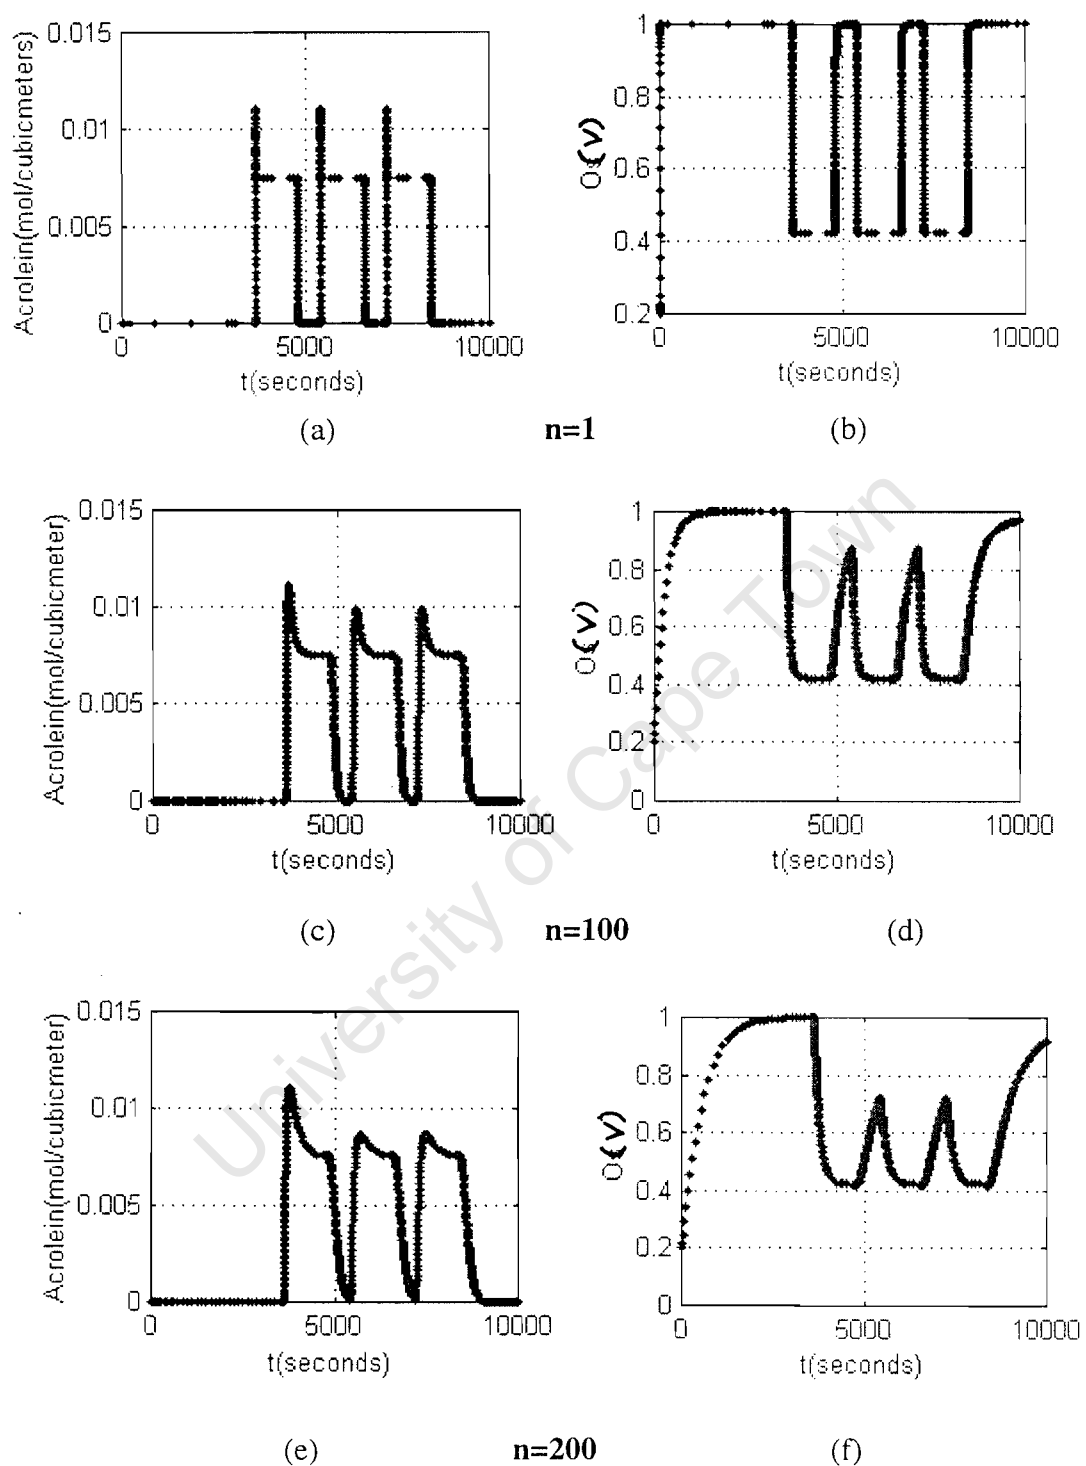 0.015
0.01
0.005
0
Acrolein(mol/cubicmeters)
0
5000
10000
t(seconds)
1
0.8
0.6
0.4
0.2
Os(V)
0
5000
10000
t(seconds)
(a)
n=1
(b)
0.015
0.01
0.005
0
Acrolein(mol/cubicmeter)
0
5000
10000
t(seconds)
1
0.8
0.6
0.4
0.2
0
Os(V)
0
5000
10000
t(seconds)
(c)
n=100
(d)
0.015
0.01
0.005
0
Acrolein(mol/cubicmeter)
0
5000
10000
t(seconds)
1
0.8
0.6
0.4
0.2
0
Os(V)
0
5000
10000
t(seconds)
(e)
n=200
(f)
University of Cape Town